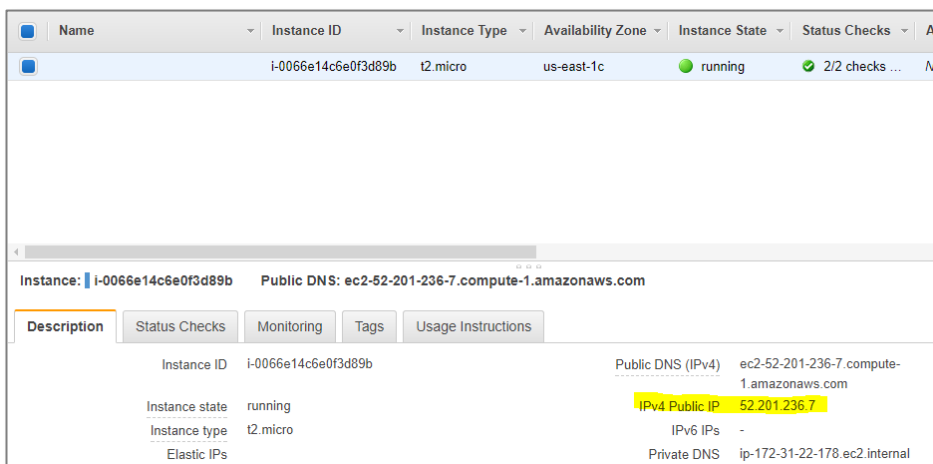 Name Instance ID Instance Type Availability Zone Instance State Status Checks A
i-0066e14c6e0f3d89b t2.micro us-east-1c running 2/2 checks ... N
Instance: i-0066e14c6e0f3d89b Public DNS: ec2-52-201-236-7.compute-1.amazonaws.com
Description Status Checks Monitoring Tags Usage Instructions
Instance ID i-0066e14c6e0f3d89b Public DNS (IPv4) ec2-52-201-236-7.compute-
1.amazonaws.com
Instance state running IPv4 Public IP 52.201.236.7
Instance type t2.micro IPv6 IPs -
Elastic IPs Private DNS ip-172-31-22-178.ec2.internal